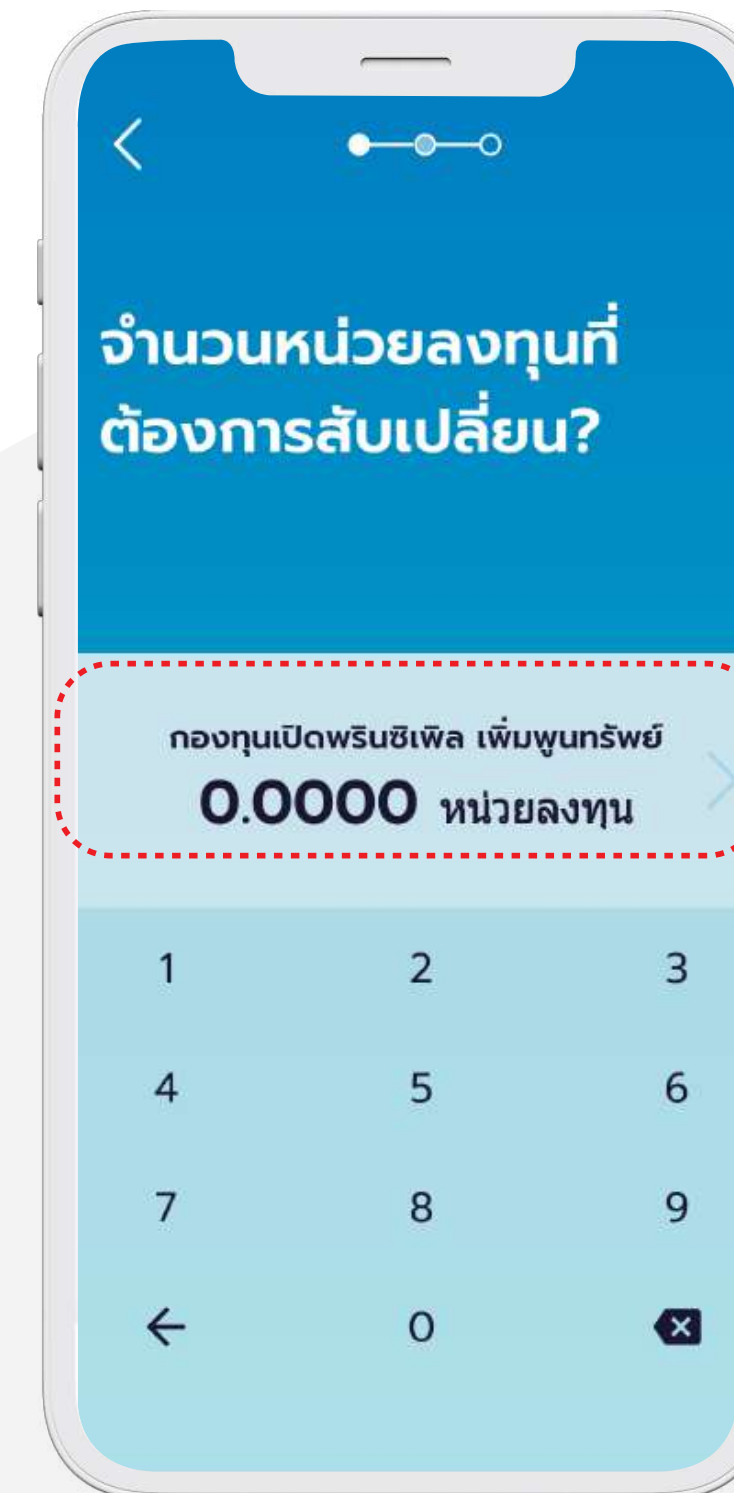 จำนวนหน่วยลงทุนที่
ต้องการสับเปลี่ยน?
กองทุนเปิดพรินซิเพิล เพิ่มพูนทรัพย์
0.0000 หน่วยลงทุน
1 2 3
4 5 6
7 8 9
0